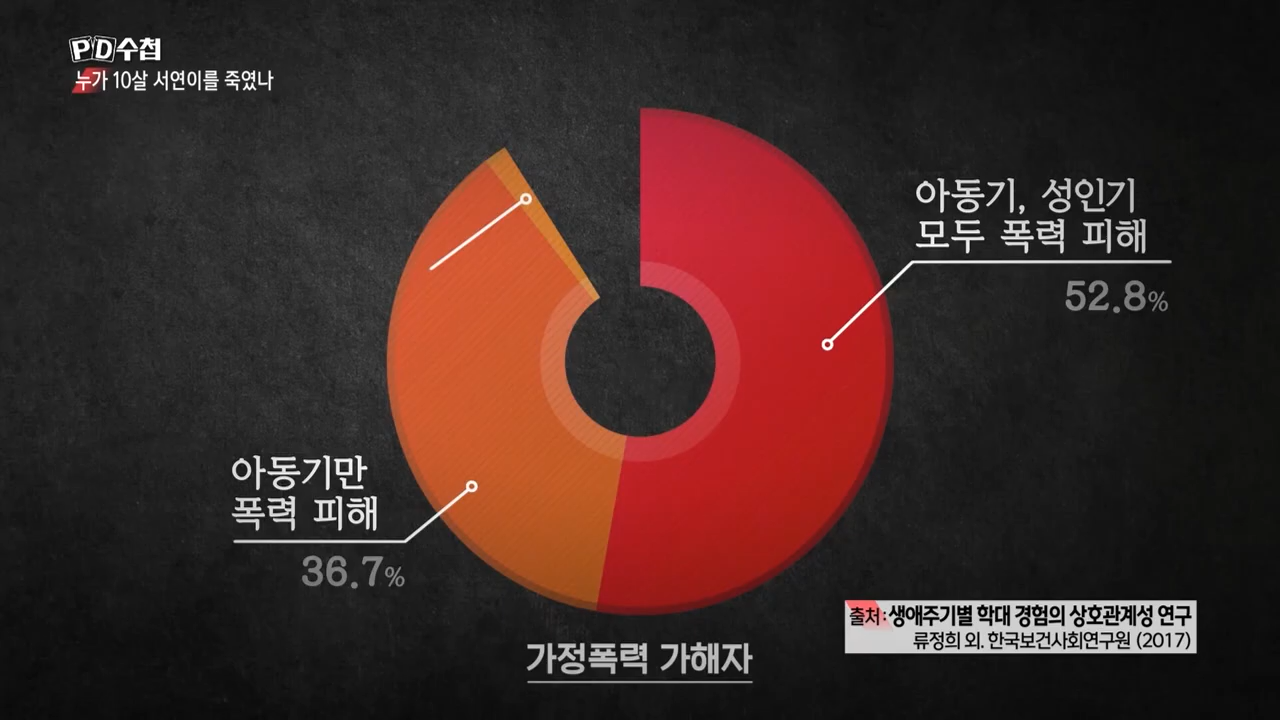 PD수첩
누가 10살 서연이를 죽였나
아동기, 성인기
모두 폭력 피해
52.8%
아동기만
폭력 피해
36.7%
가정폭력 가해자
출처: 생애주기별 학대 경험의 상호관계성 연구
류정희 외. 한국보건사회연구원 (2017)